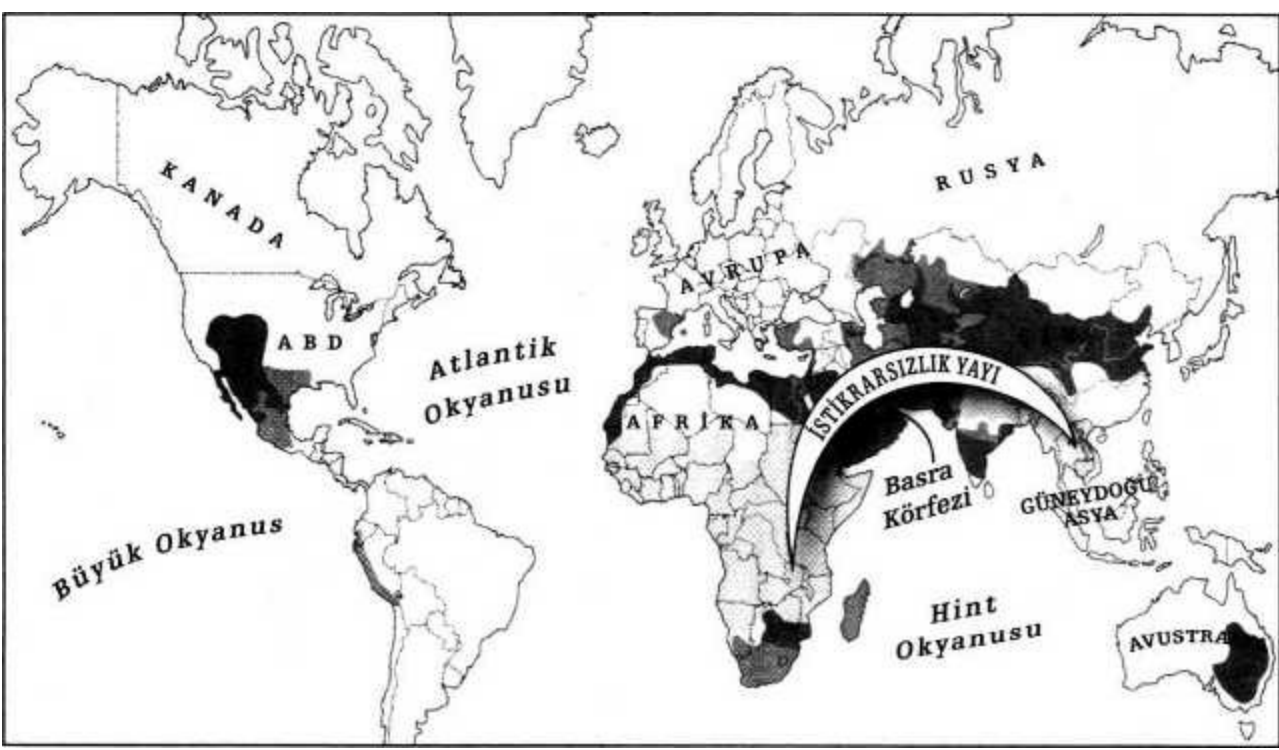 KANADA
RUSYA
AVRUPA
ABD
Atlantik
Okyanusu
İSTİKRARSIZLIK YAYI
AFRİKA
Basra
Körfezi
GÜNEYDOĞU
ASYA
Büyük Okyanus
Hint
Okyanusu
AVUSTRA